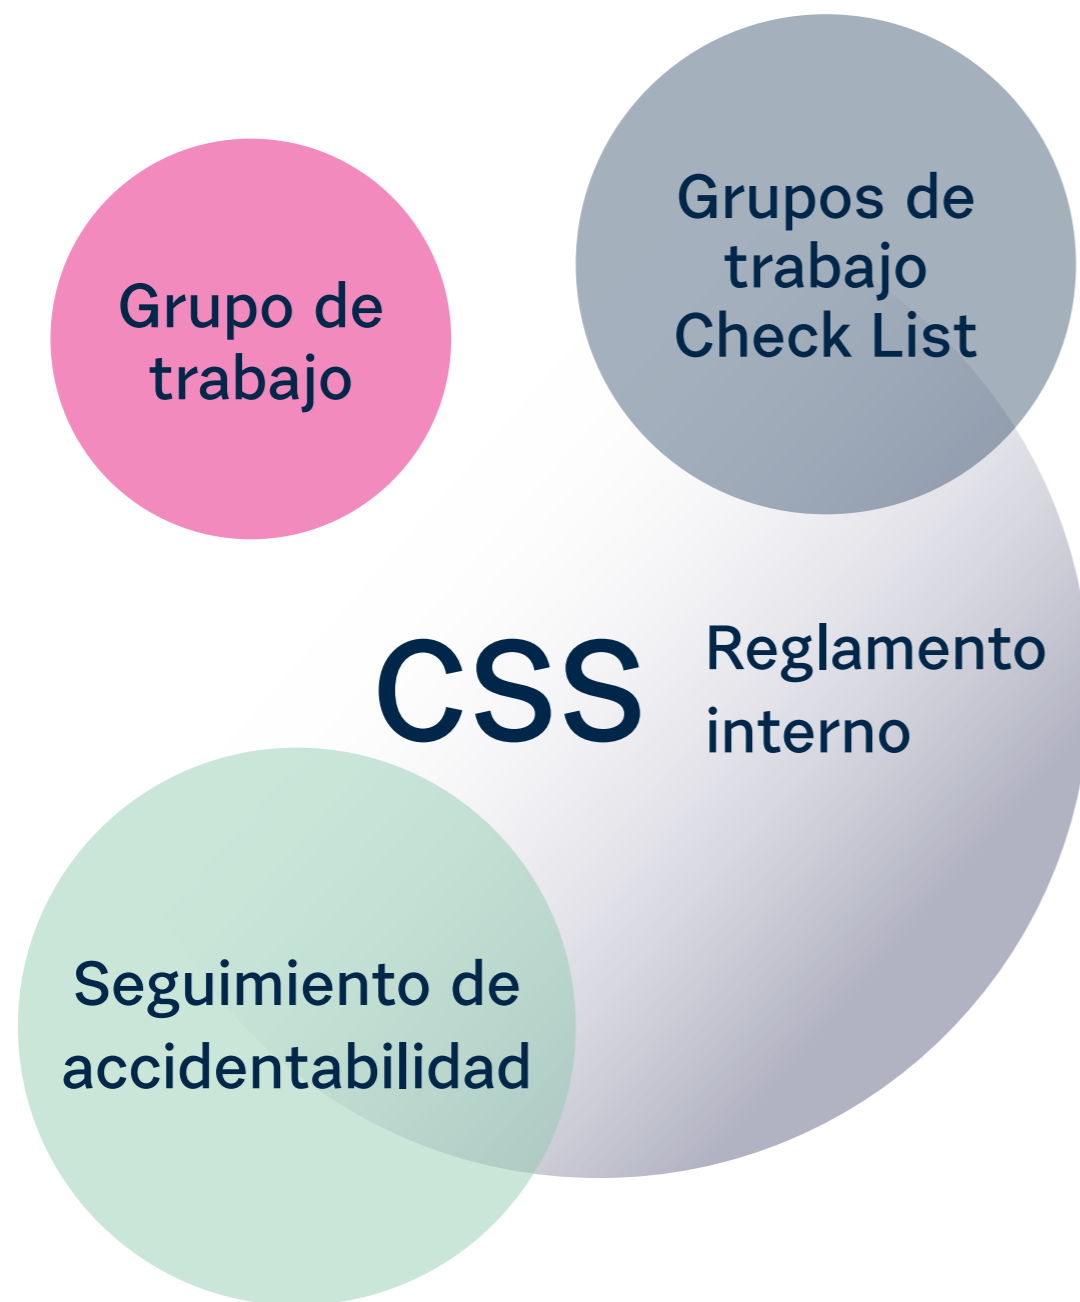 Grupos de
trabajo
Check List
Grupo de
trabajo
CSS
Reglamento
interno
Seguimiento de
accidentabilidad